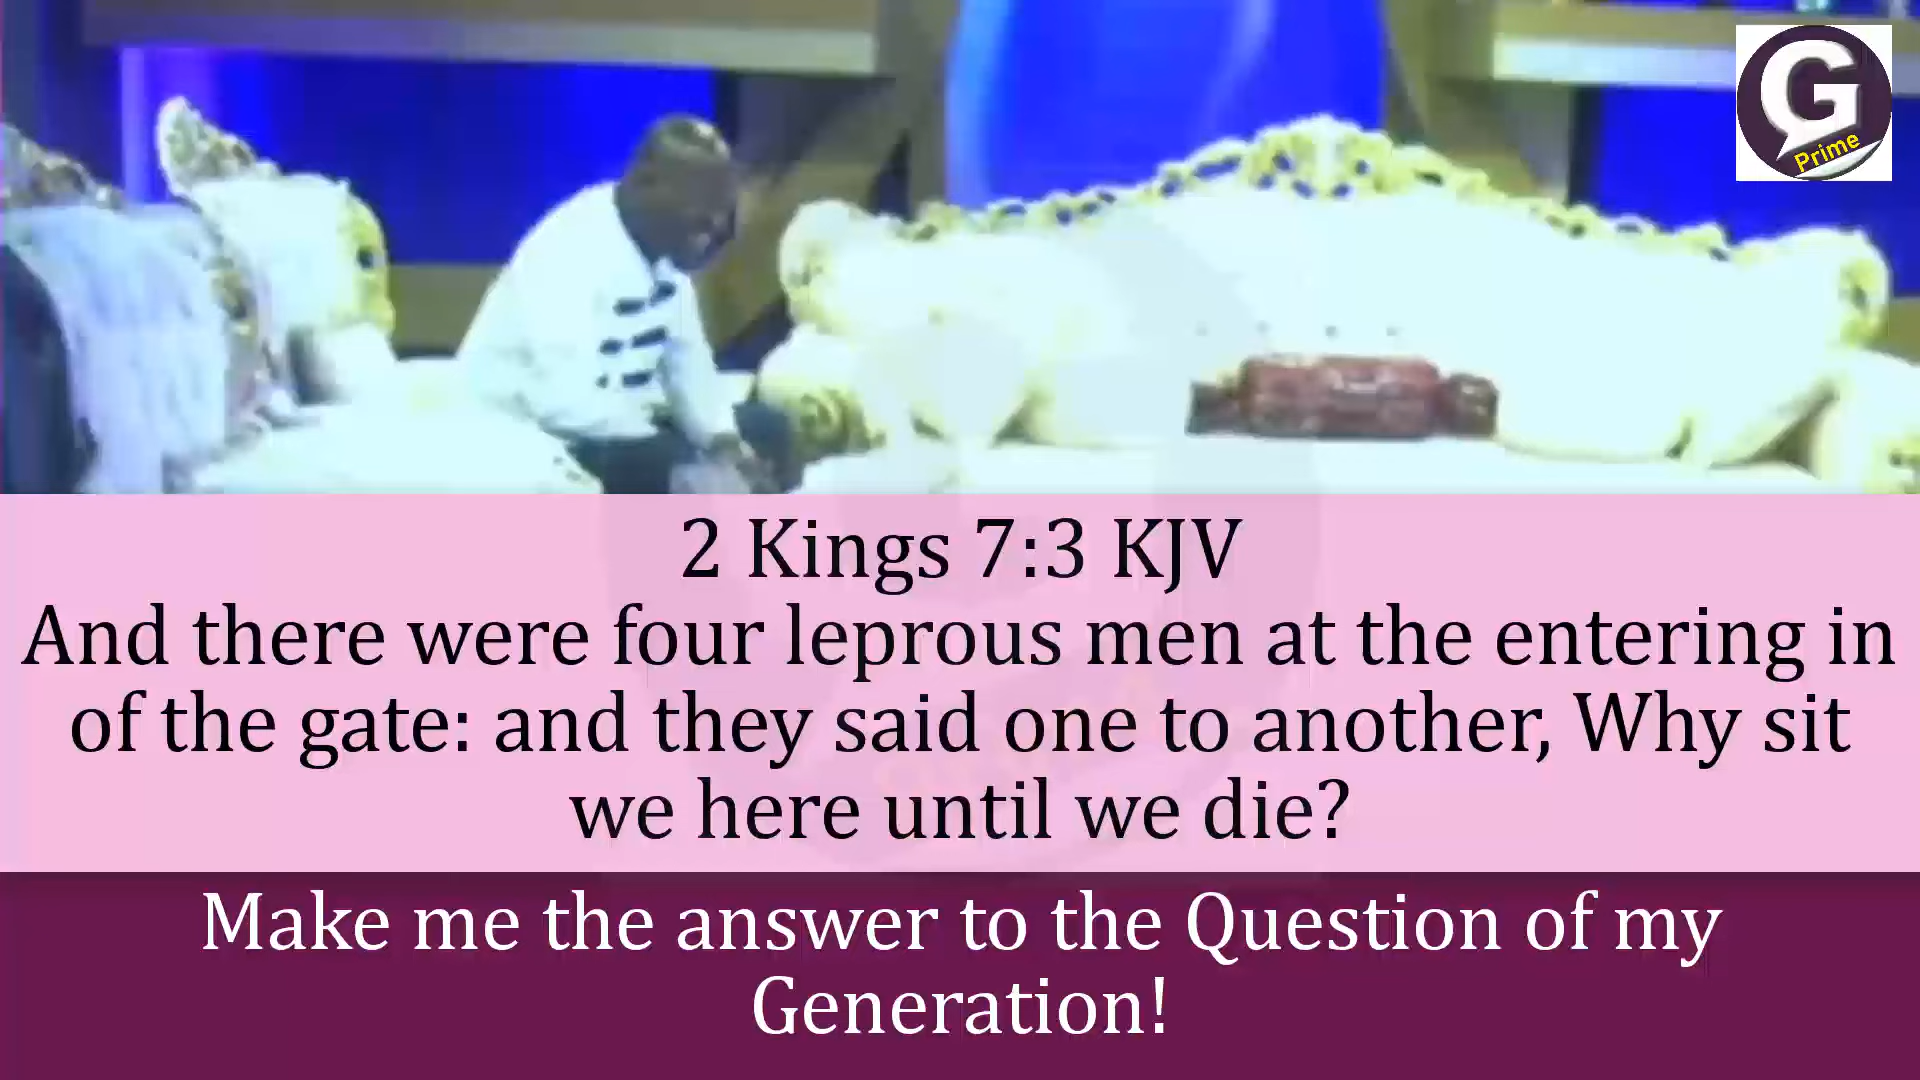 G
Prime
2 Kings 7:3 KJV
And there were four leprous men at the entering in
of the gate: and they said one to another, Why sit
we here until we die?
Make me the answer to the Question of my
Generation!